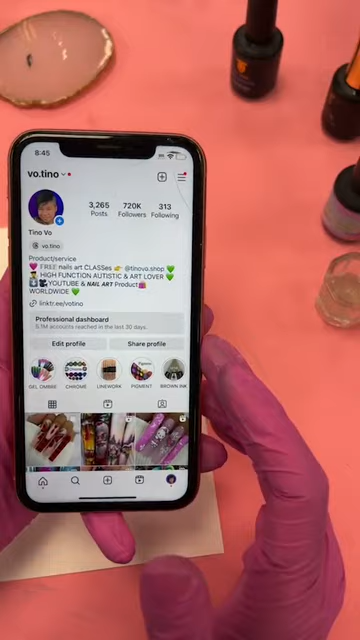 8:45
vo.tino
3,265 720K 313
Posts Followers Following
Tino Vo
vo.tino
Product/service
FREE nails art CLASSes 👉 @tinovo.shop 💚
HIGH FUNCTION AUTISTIC & ART LOVER 💚
YOUTUBE & NAIL ART Product
WORLDWIDE 💚
linktr.ee/votino
Professional dashboard
5.1M accounts reached in the last 30 days.
Edit profile Share profile
GEL OMBRE CHROME LINEWORK PIGMENT BROWN INK